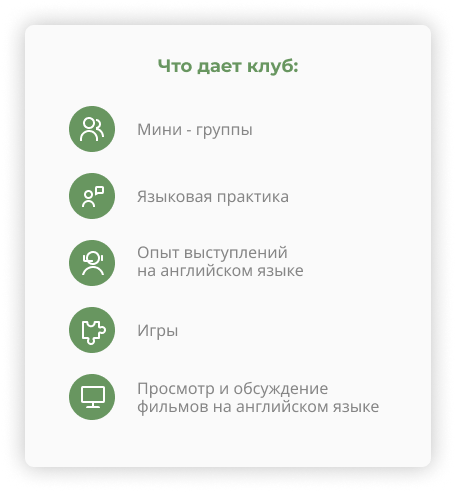 Что дает клуб:
Мини - группы
Языковая практика
Опыт выступлений
на английском языке
Игры
Просмотр и обсуждение
фильмов на английском языке